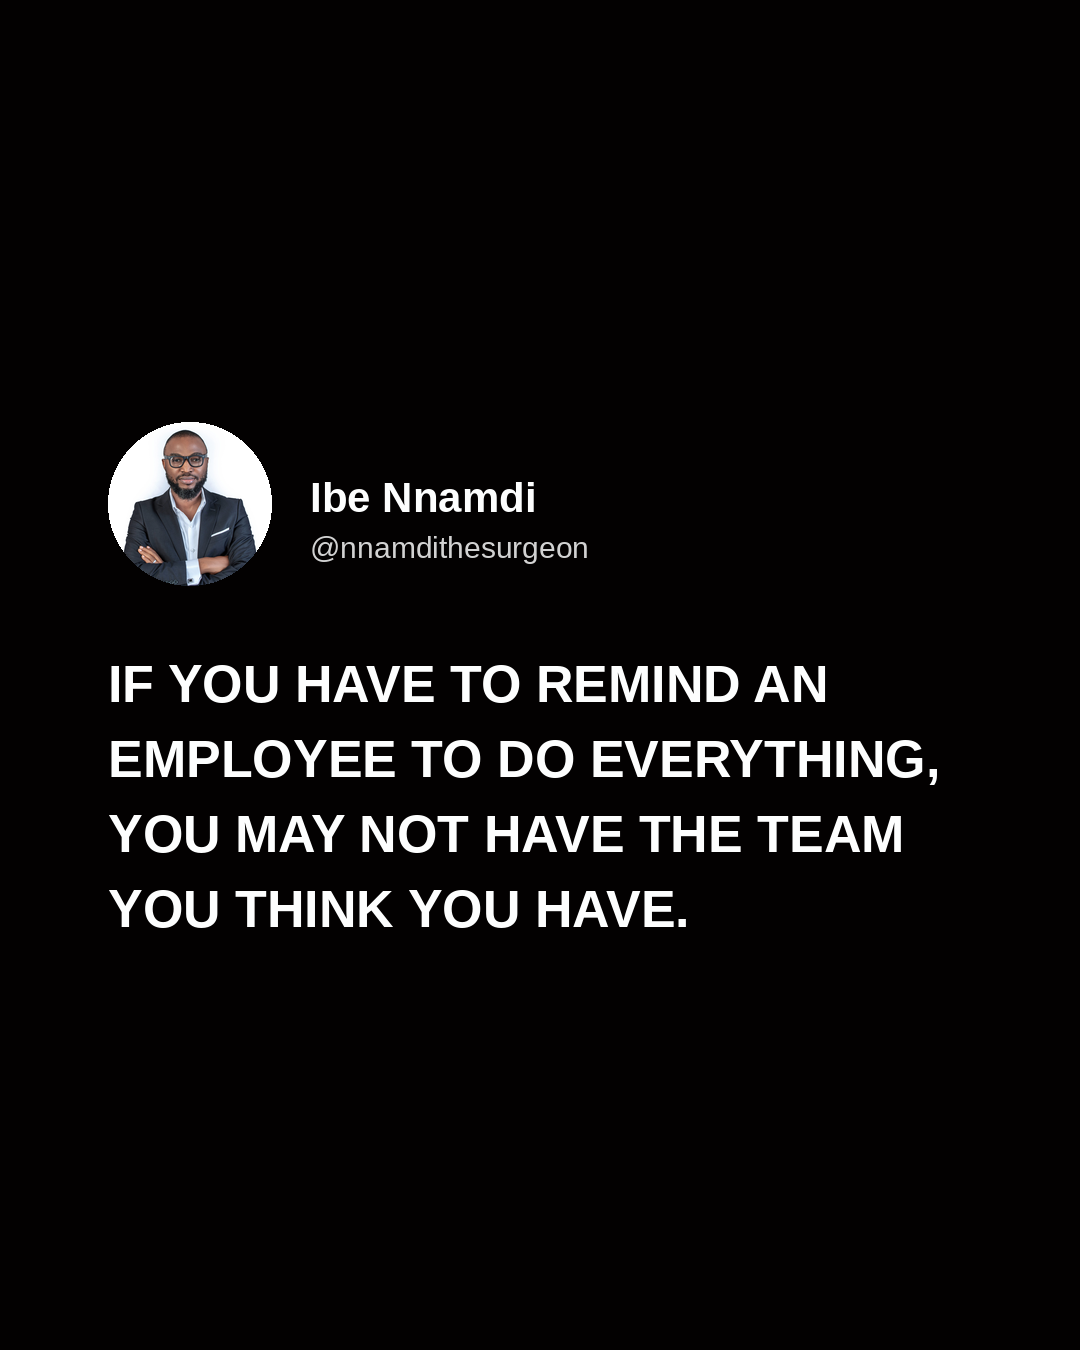 Ibe Nnamdi
@nnamdithesurgeon
IF YOU HAVE TO REMIND AN
EMPLOYEE TO DO EVERYTHING,
YOU MAY NOT HAVE THE TEAM
YOU THINK YOU HAVE.